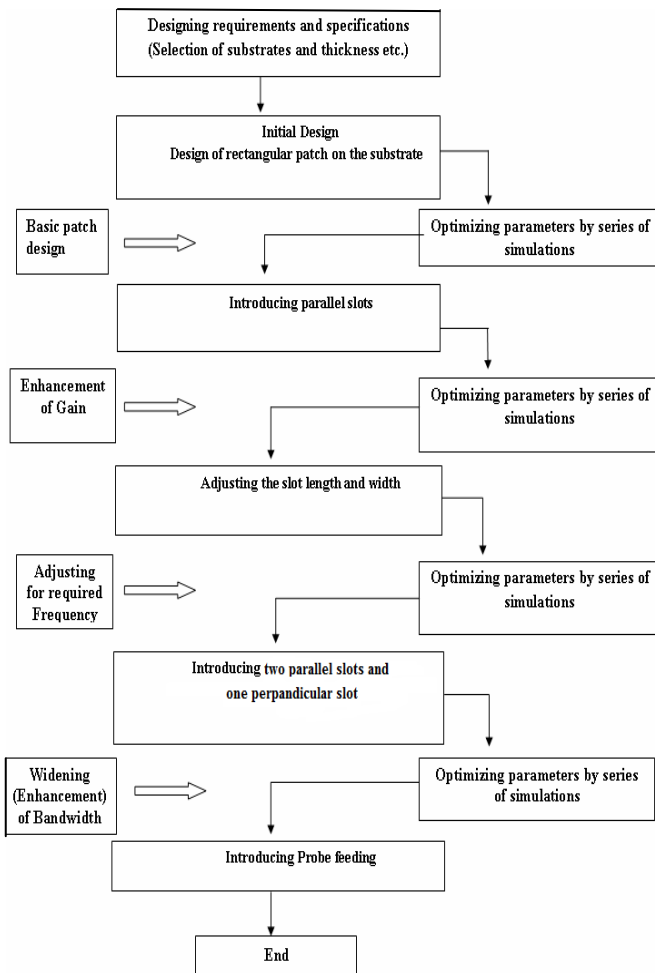 Designing requirements and specifications
(Selection of substrates and thickness etc.)
Initial Design
Design of rectangular patch on the substrate
Basic patch
design
Optimizing parameters by series of
simulations
Introducing parallel slots
Enhancement
of Gain
Optimizing parameters by series of
simulations
Adjusting the slot length and width
Adjusting
for required
Frequency
Optimizing parameters by series of
simulations
Introducing two parallel slots and
one perpandicular slot
Widening
(Enhancement)
of Bandwidth
Optimizing parameters by series
of simulations
Introducing Probe feeding
End